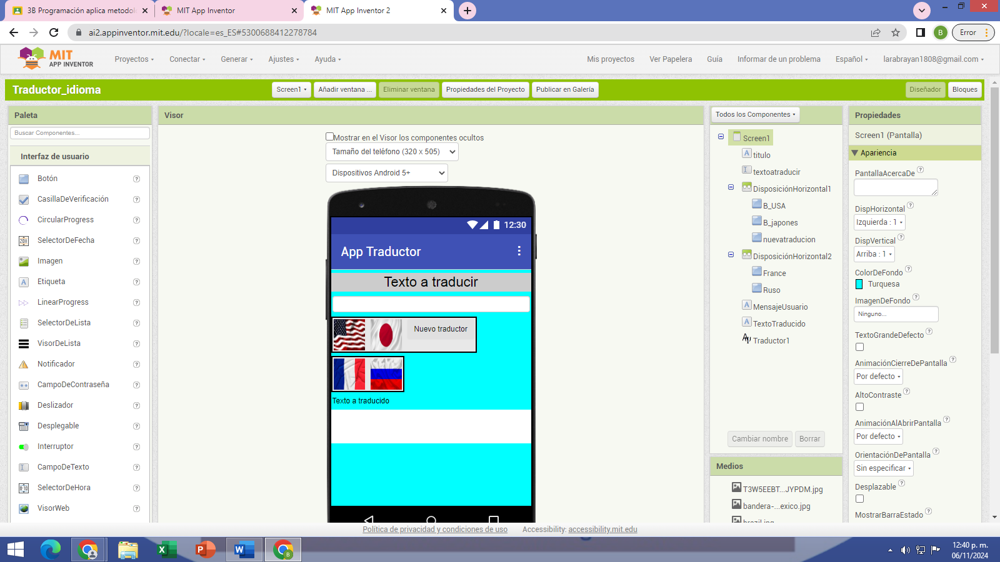 3B Programación aplica metodol
MIT App Inventor
MIT App Inventor 2
ai2.appinventor.mit.edu/?locale=es_ES#5300688412278784
B
Error
MIT
APP INVENTOR
Proyectos
Conectar
Generar
Ajustes
Ayuda
Mis proyectos
Ver Papelera
Guía
Informar de un problema
Español
larabrayan1808@gmail.com
Traductor_idioma
Screen1
Añadir ventana ...
Eliminar ventana
Propiedades del Proyecto
Publicar en Galería
Diseñador
Bloques
Paleta
Buscar Componentes...
Interfaz de usuario
Botón
CasillaDeVerificación
CircularProgress
SelectorDeFecha
Imagen
Etiqueta
LinearProgress
SelectorDeLista
VisorDeLista
Notificador
CampoDeContraseña
Deslizador
Desplegable
Interruptor
CampoDeTexto
SelectorDeHora
VisorWeb
Visor
Mostrar en el Visor los componentes ocultos
Tamaño del teléfono (320 x 505)
Dispositivos Android 5+
12:30
App Traductor
Texto a traducir
Nuevo traductor
Texto a traducido
Todos los Componentes
Screen1
titulo
textoatraducir
DisposiciónHorizontal1
B_USA
B_japones
nuevatraducion
DisposiciónHorizontal2
France
Ruso
MensajeUsuario
TextoTraducido
Traductor1
Cambiar nombre
Borrar
Medios
T3W5EEBT...JYPDM.jpg
bandera-...exico.jpg
brazil.jpg
Propiedades
Screen1 (Pantalla)
Apariencia
PantallaAcercaDe
DispHorizontal
Izquierda : 1
DispVertical
Arriba : 1
ColorDeFondo
Turquesa
ImagenDeFondo
Ninguno...
TextoGrandeDefecto
AnimaciónCierreDePantalla
Por defecto
AltoContraste
AnimaciónAlAbrirPantalla
Por defecto
OrientaciónDePantalla
Sin especificar
Desplazable
MostrarBarraEstado
Política de privacidad y condiciones de uso
Accessibility: accessibility.mit.edu
12:40 p. m.
06/11/2024